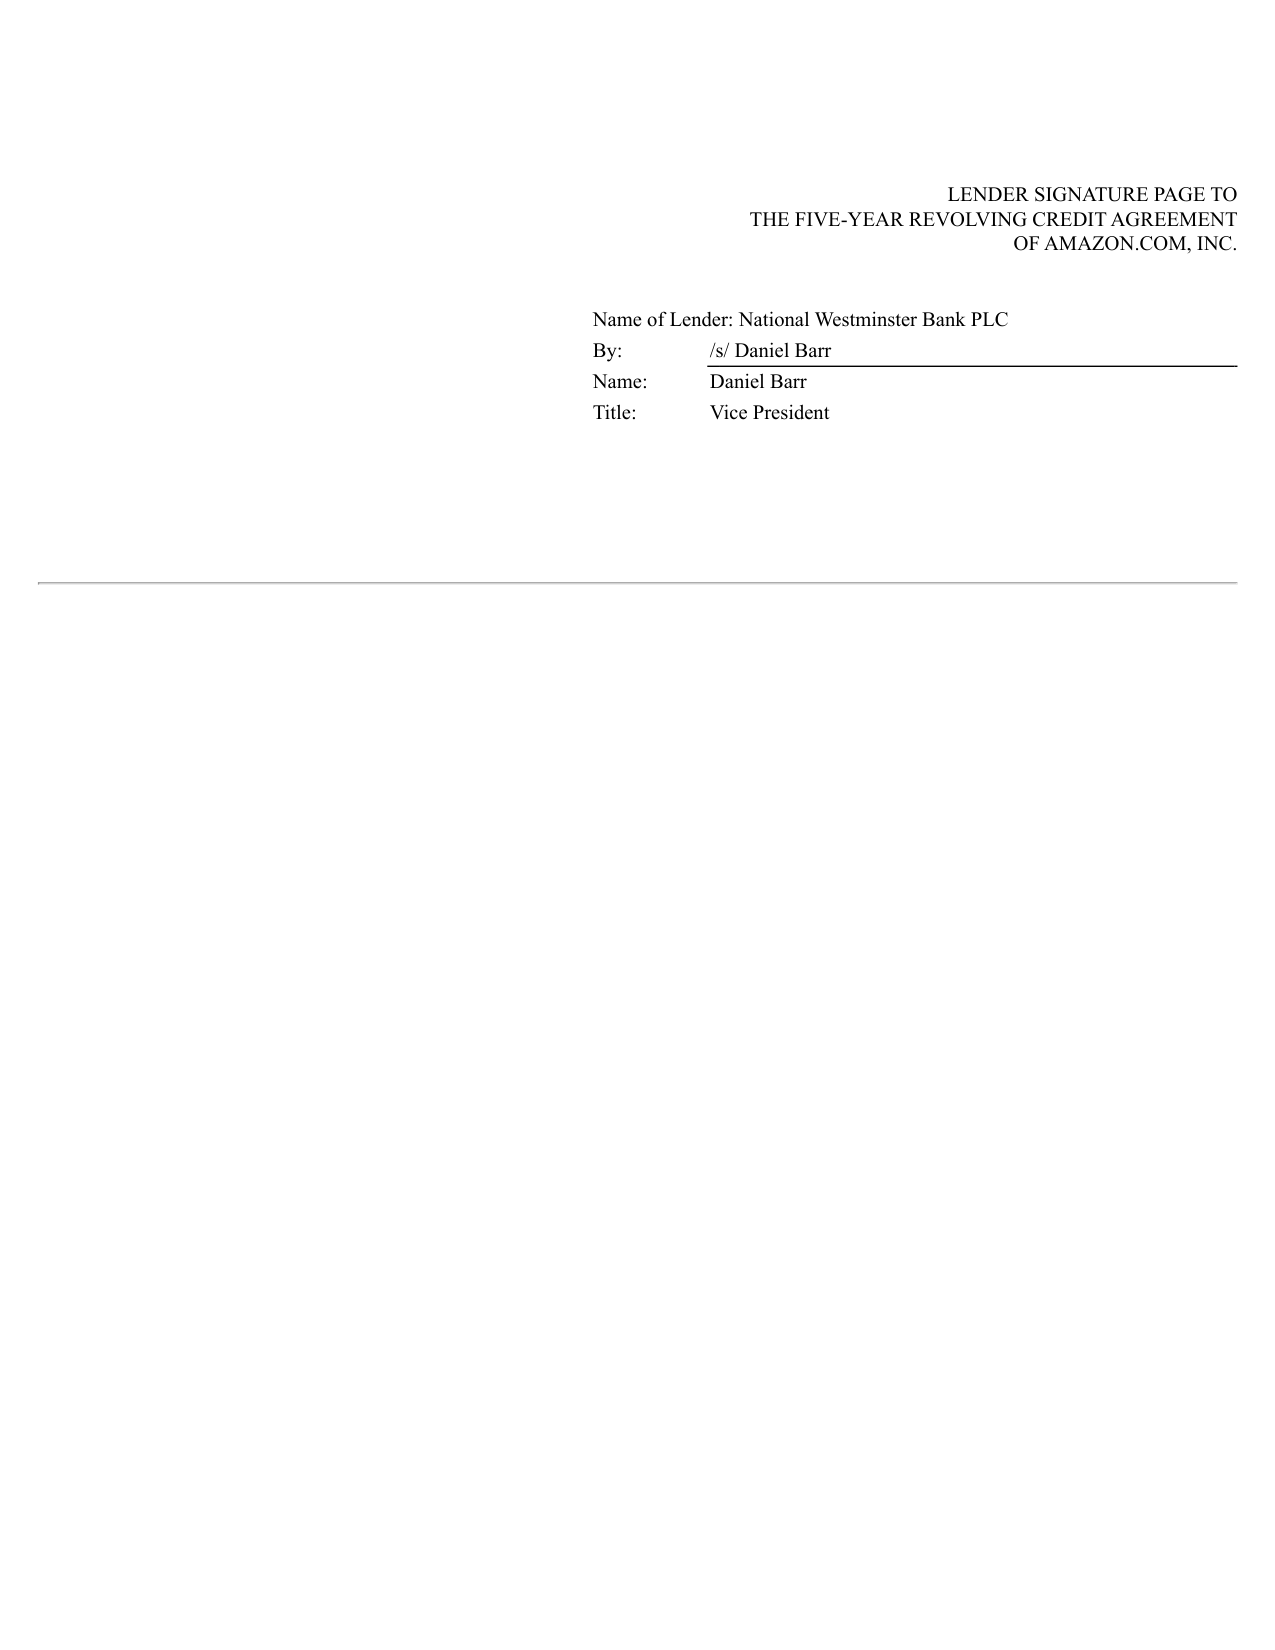 LENDER SIGNATURE PAGE TO
THE FIVE-YEAR REVOLVING CREDIT AGREEMENT
OF AMAZON.COM, INC.
Name of Lender: National Westminster Bank PLC
By: /s/ Daniel Barr
Name: Daniel Barr
Title: Vice President